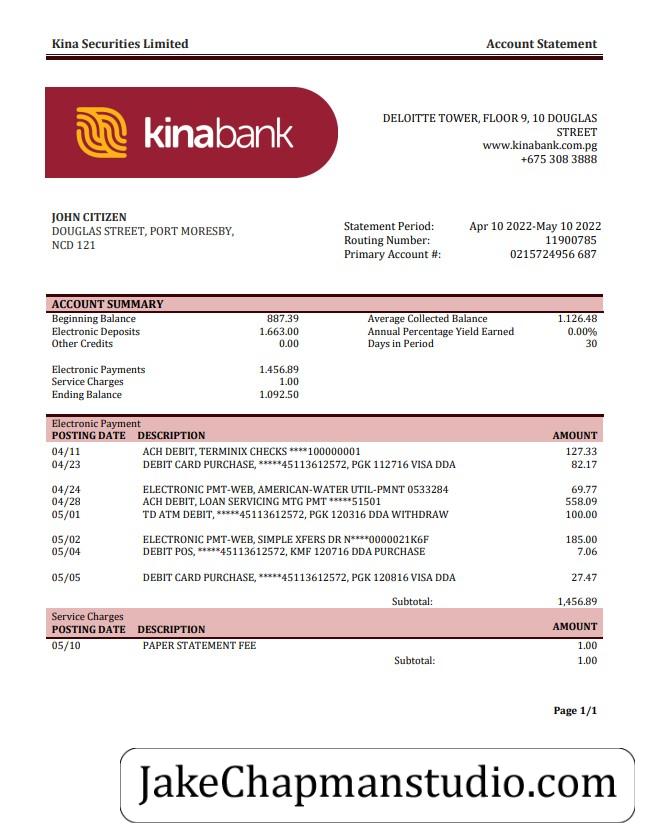 Kina Securities Limited Account Statement
kinabank
DELOITTE TOWER, FLOOR 9, 10 DOUGLAS
STREET
www.kinabank.com.pg
+675 308 3888
JOHN CITIZEN
DOUGLAS STREET, PORT MORESBY,
NCD 121
Statement Period: Apr 10 2022-May 10 2022
Routing Number: 11900785
Primary Account #: 0215724956 687
ACCOUNT SUMMARY
Beginning Balance 887.39 Average Collected Balance 1.126.48
Electronic Deposits 1.663.00 Annual Percentage Yield Earned 0.00%
Other Credits 0.00 Days in Period 30
Electronic Payments 1.456.89
Service Charges 1.00
Ending Balance 1.092.50
Electronic Payment
POSTING DATE DESCRIPTION AMOUNT
04/11 ACH DEBIT, TERMINIX CHECKS ****100000001 127.33
04/23 DEBIT CARD PURCHASE, *****45113612572, PGK 112716 VISA DDA 82.17
04/24 ELECTRONIC PMT-WEB, AMERICAN-WATER UTIL-PMNT 0533284 69.77
04/28 ACH DEBIT, LOAN SERVICING MTG PMT *****51501 558.09
05/01 TD ATM DEBIT, *****45113612572, PGK 120316 DDA WITHDRAW 100.00
05/02 ELECTRONIC PMT-WEB, SIMPLE XFERS DR N****0000021K6F 185.00
05/04 DEBIT POS, *****45113612572, KMF 120716 DDA PURCHASE 7.06
05/05 DEBIT CARD PURCHASE, *****45113612572, PGK 120816 VISA DDA 27.47
Subtotal: 1,456.89
Service Charges
POSTING DATE DESCRIPTION AMOUNT
05/10 PAPER STATEMENT FEE 1.00
Subtotal: 1.00
Page 1/1
JakeChapmanstudio.com